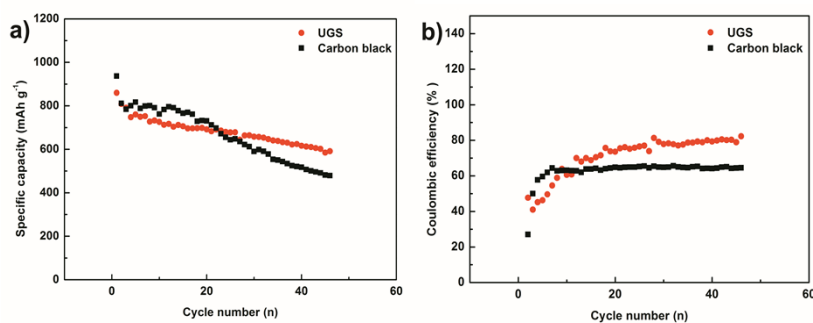 a)
UGS
Carbon black
Specific capacity (mAh g⁻¹)
1200
1000
800
600
400
200
0
0
20
40
60
Cycle number (n)
b)
UGS
Carbon black
Coulombic efficiency (%)
140
120
100
80
60
40
20
0
0
20
40
60
Cycle number (n)